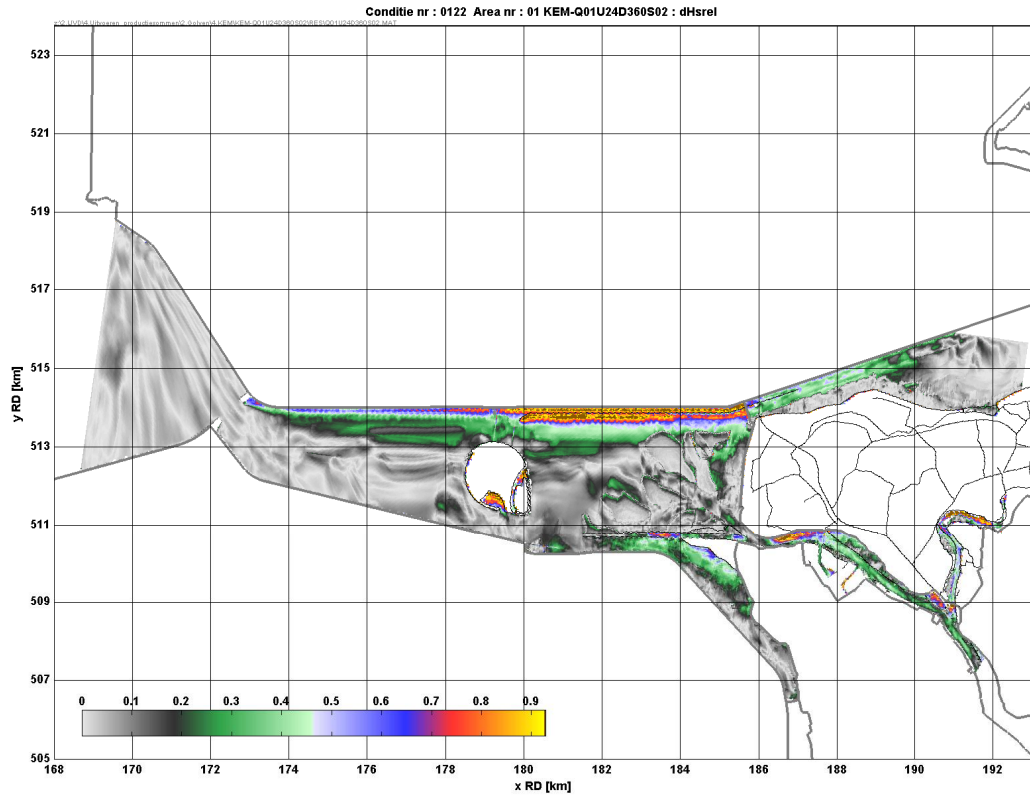 Conditie nr : 0122 Area nr : 01 KEM-Q01U24D360S02 : dHsrel
523
521
519
517
515
513
511
509
507
505
y RD [km]
0 0.1 0.2 0.3 0.4 0.5 0.6 0.7 0.8 0.9
168 170 172 174 176 178 180 182 184 186 188 190 192
x RD [km]